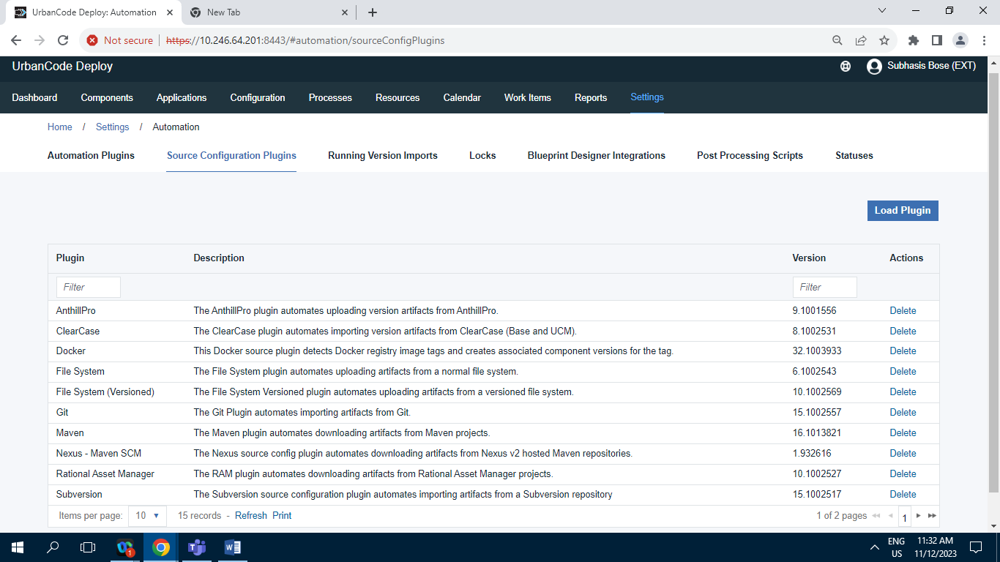 UrbanCode Deploy: Automation
New Tab
Not secure https://10.246.64.201:8443/#automation/sourceConfigPlugins
UrbanCode Deploy
Subhasis Bose (EXT)
Dashboard Components Applications Configuration Processes Resources Calendar Work Items Reports Settings
Home / Settings / Automation
Automation Plugins Source Configuration Plugins Running Version Imports Locks Blueprint Designer Integrations Post Processing Scripts Statuses
Load Plugin
Plugin Description Version Actions
Filter Filter
AnthillPro The AnthillPro plugin automates uploading version artifacts from AnthillPro. 9.1001556 Delete
ClearCase The ClearCase plugin automates importing version artifacts from ClearCase (Base and UCM). 8.1002531 Delete
Docker This Docker source plugin detects Docker registry image tags and creates associated component versions for the tag. 32.1003933 Delete
File System The File System plugin automates uploading artifacts from a normal file system. 6.1002543 Delete
File System (Versioned) The File System Versioned plugin automates uploading artifacts from a versioned file system. 10.1002569 Delete
Git The Git Plugin automates importing artifacts from Git. 15.1002557 Delete
Maven The Maven plugin automates downloading artifacts from Maven projects. 16.1013821 Delete
Nexus - Maven SCM The Nexus source config plugin automates downloading artifacts from Nexus v2 hosted Maven repositories. 1.932616 Delete
Rational Asset Manager The RAM plugin automates downloading artifacts from Rational Asset Manager projects. 10.1002527 Delete
Subversion The Subversion source configuration plugin automates importing artifacts from a Subversion repository 15.1002517 Delete
Items per page: 10 15 records - Refresh Print 1 of 2 pages 1
1
ENG 11:32 AM
US 11/12/2023